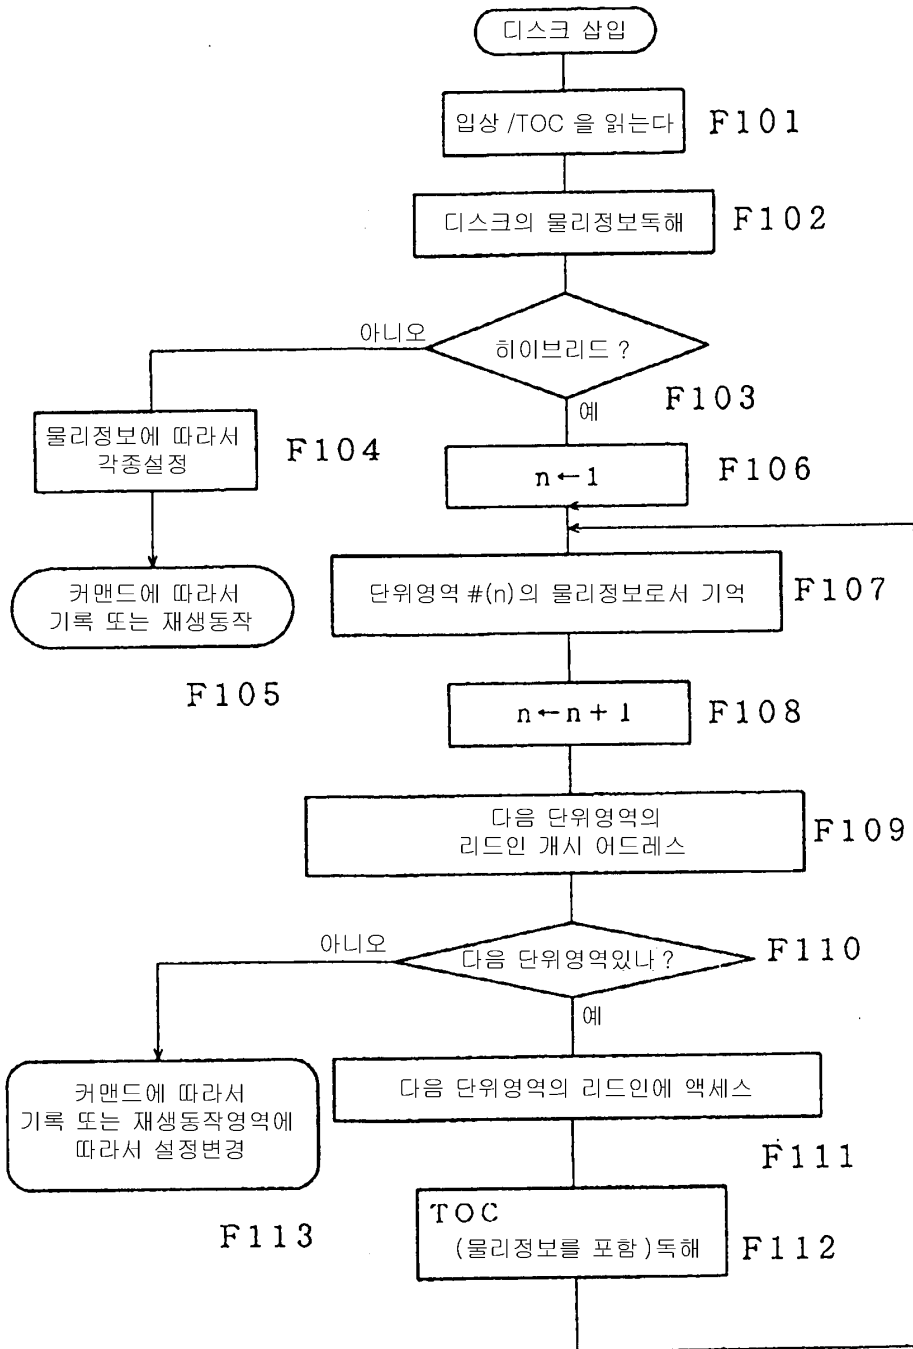 디스크 삽입
입상 /TOC 을 읽는다
F101
디스크의 물리정보독해
F102
아니오
히이브리드 ?
F103
예
물리정보에 따라서
각종설정
F104
n←1
F106
커맨드에 따라서
기록 또는 재생동작
F105
단위영역 #(n)의 물리정보로서 기억
F107
n←n+1
F108
다음 단위영역의
리드인 개시 어드레스
F109
아니오
다음 단위영역있나 ?
F110
예
커맨드에 따라서
기록 또는 재생동작영역에
따라서 설정변경
F113
다음 단위영역의 리드인에 액세스
F111
TOC
(물리정보를 포함)독해
F112